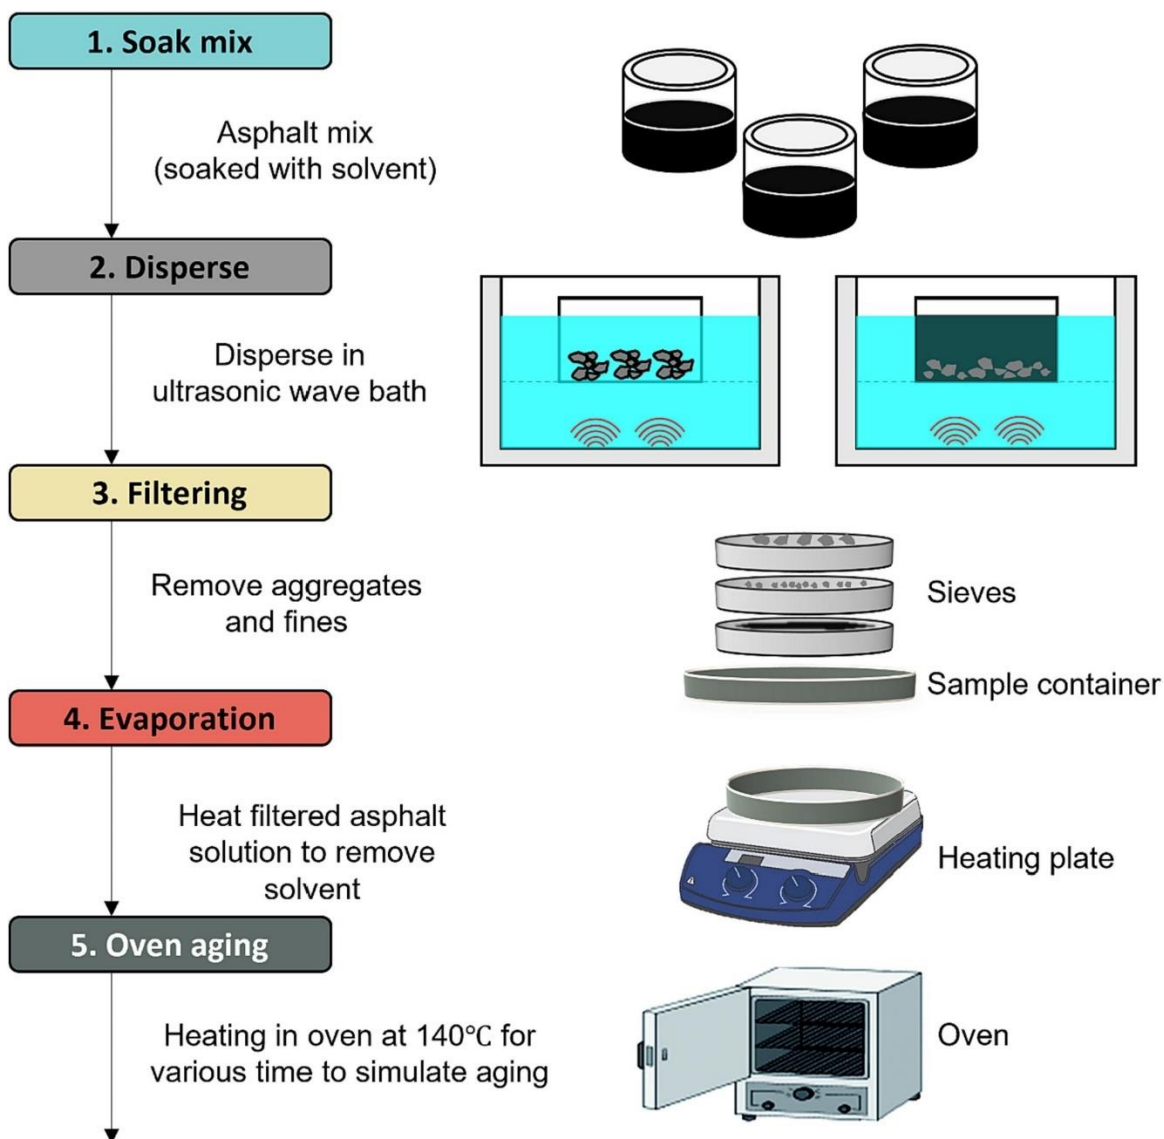 1. Soak mix
Asphalt mix
(soaked with solvent)
2. Disperse
Disperse in
ultrasonic wave bath
3. Filtering
Remove aggregates
and fines
Sieves
Sample container
4. Evaporation
Heat filtered asphalt
solution to remove
solvent
Heating plate
5. Oven aging
Heating in oven at 140℃ for
various time to simulate aging
Oven